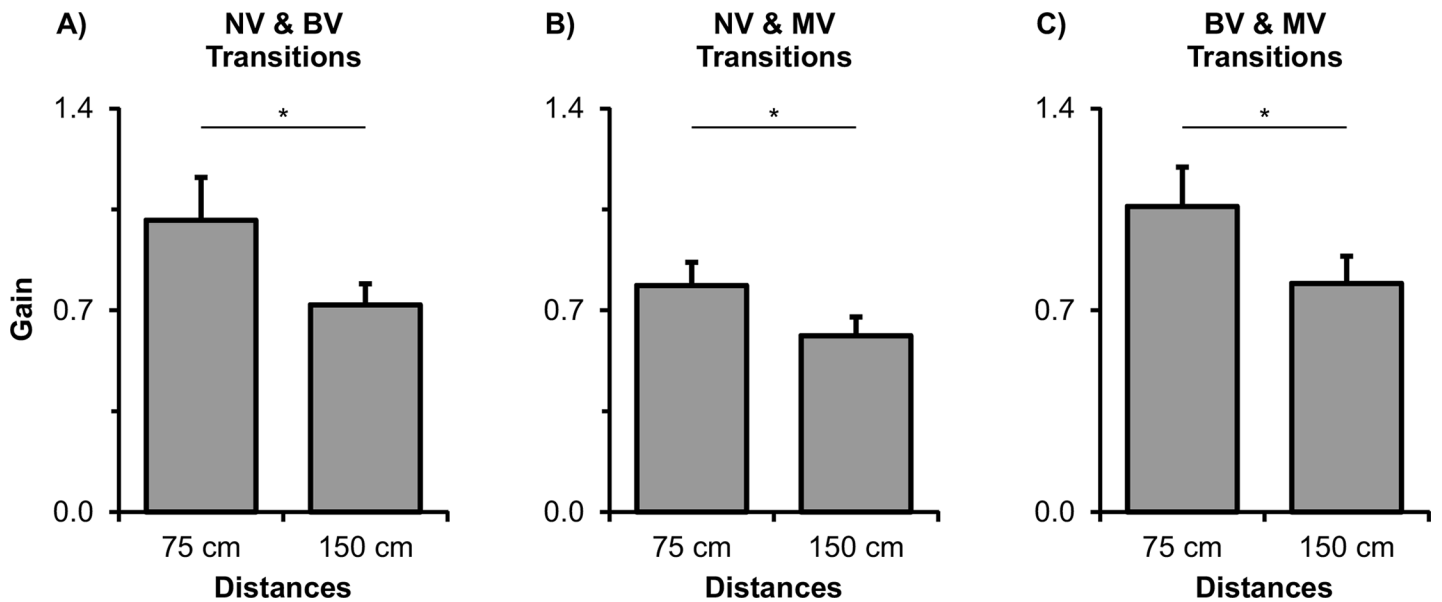 A)
NV & BV
Transitions
B)
NV & MV
Transitions
C)
BV & MV
Transitions
Gain
1.4
0.7
0.0
*
75 cm
150 cm
Distances
1.4
0.7
0.0
*
75 cm
150 cm
Distances
1.4
0.7
0.0
*
75 cm
150 cm
Distances